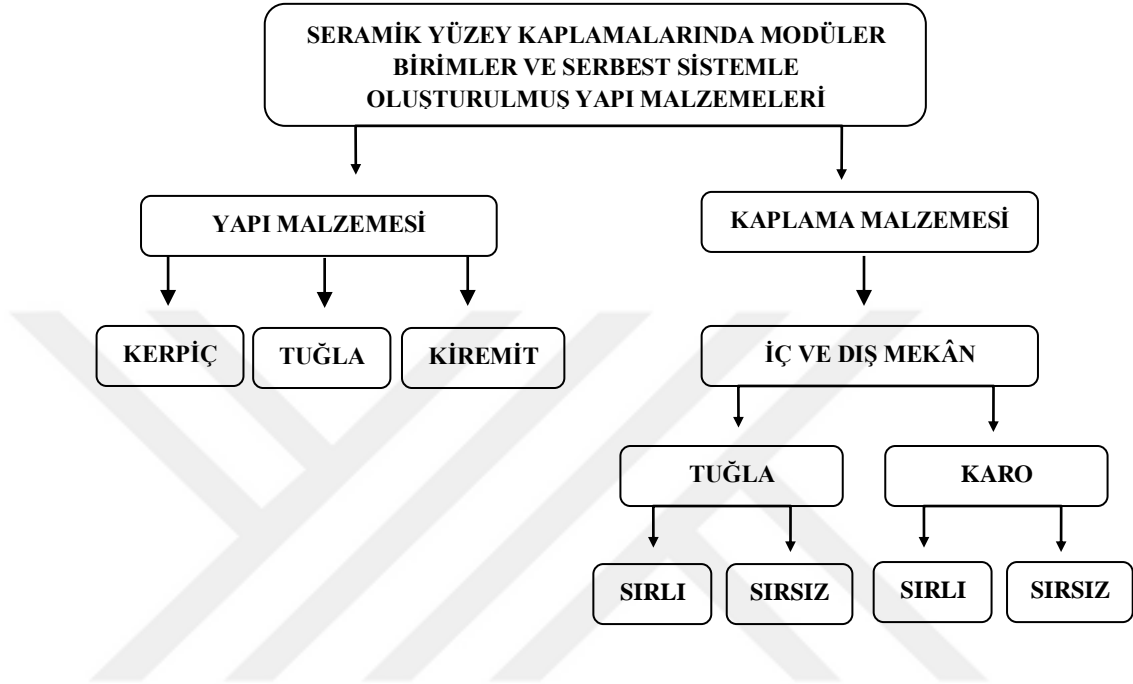 SERAMİK YÜZEY KAPLAMALARINDA MODÜLER
BİRİMLER VE SERBEST SİSTEMLE
OLUŞTURULMUŞ YAPI MALZEMELERİ
YAPI MALZEMESİ
KAPLAMA MALZEMESİ
KERPİÇ
TUĞLA
KİREMİT
İÇ VE DIŞ MEKÂN
TUĞLA
KARO
SIRLI
SIRSIZ
SIRLI
SIRSIZ